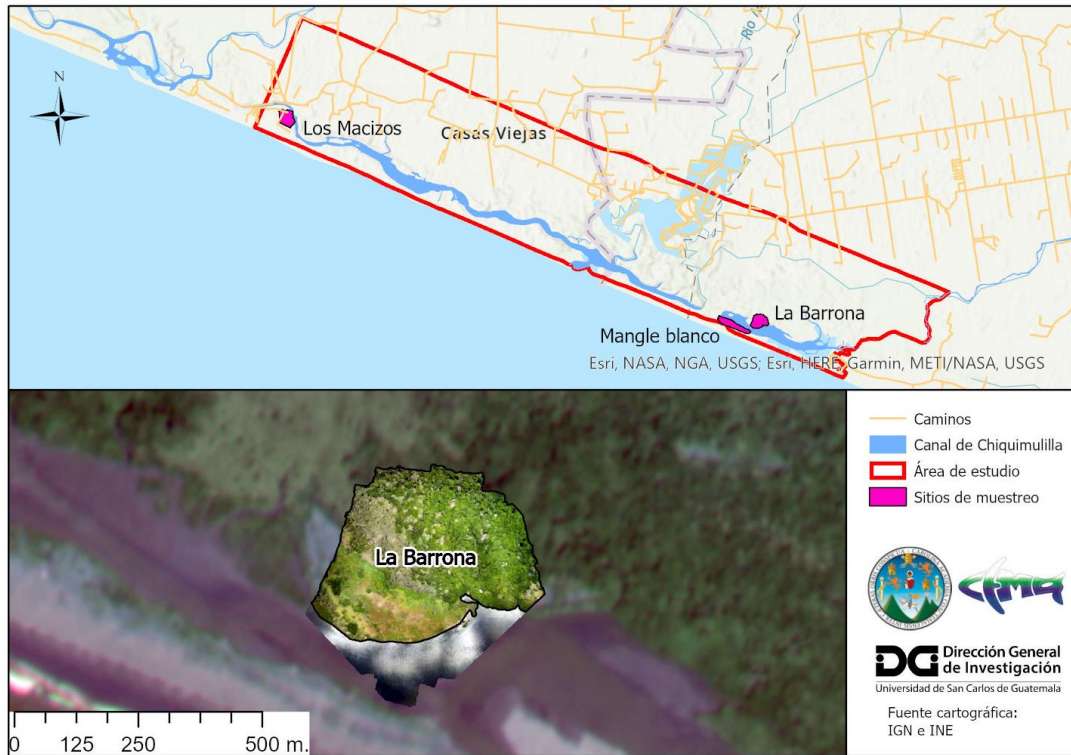 N
Los Macizos
Casas Viejas
La Barrona
Mangle blanco
Esri, NASA, NGA, USGS; Esri, HERE, Garmin, METI/NASA, USGS
La Barrona
0 125 250 500 m.
Caminos
Canal de Chiquimulilla
Área de estudio
Sitios de muestreo
DG Dirección General
de Investigación
Universidad de San Carlos de Guatemala
Fuente cartográfica:
IGN e INE